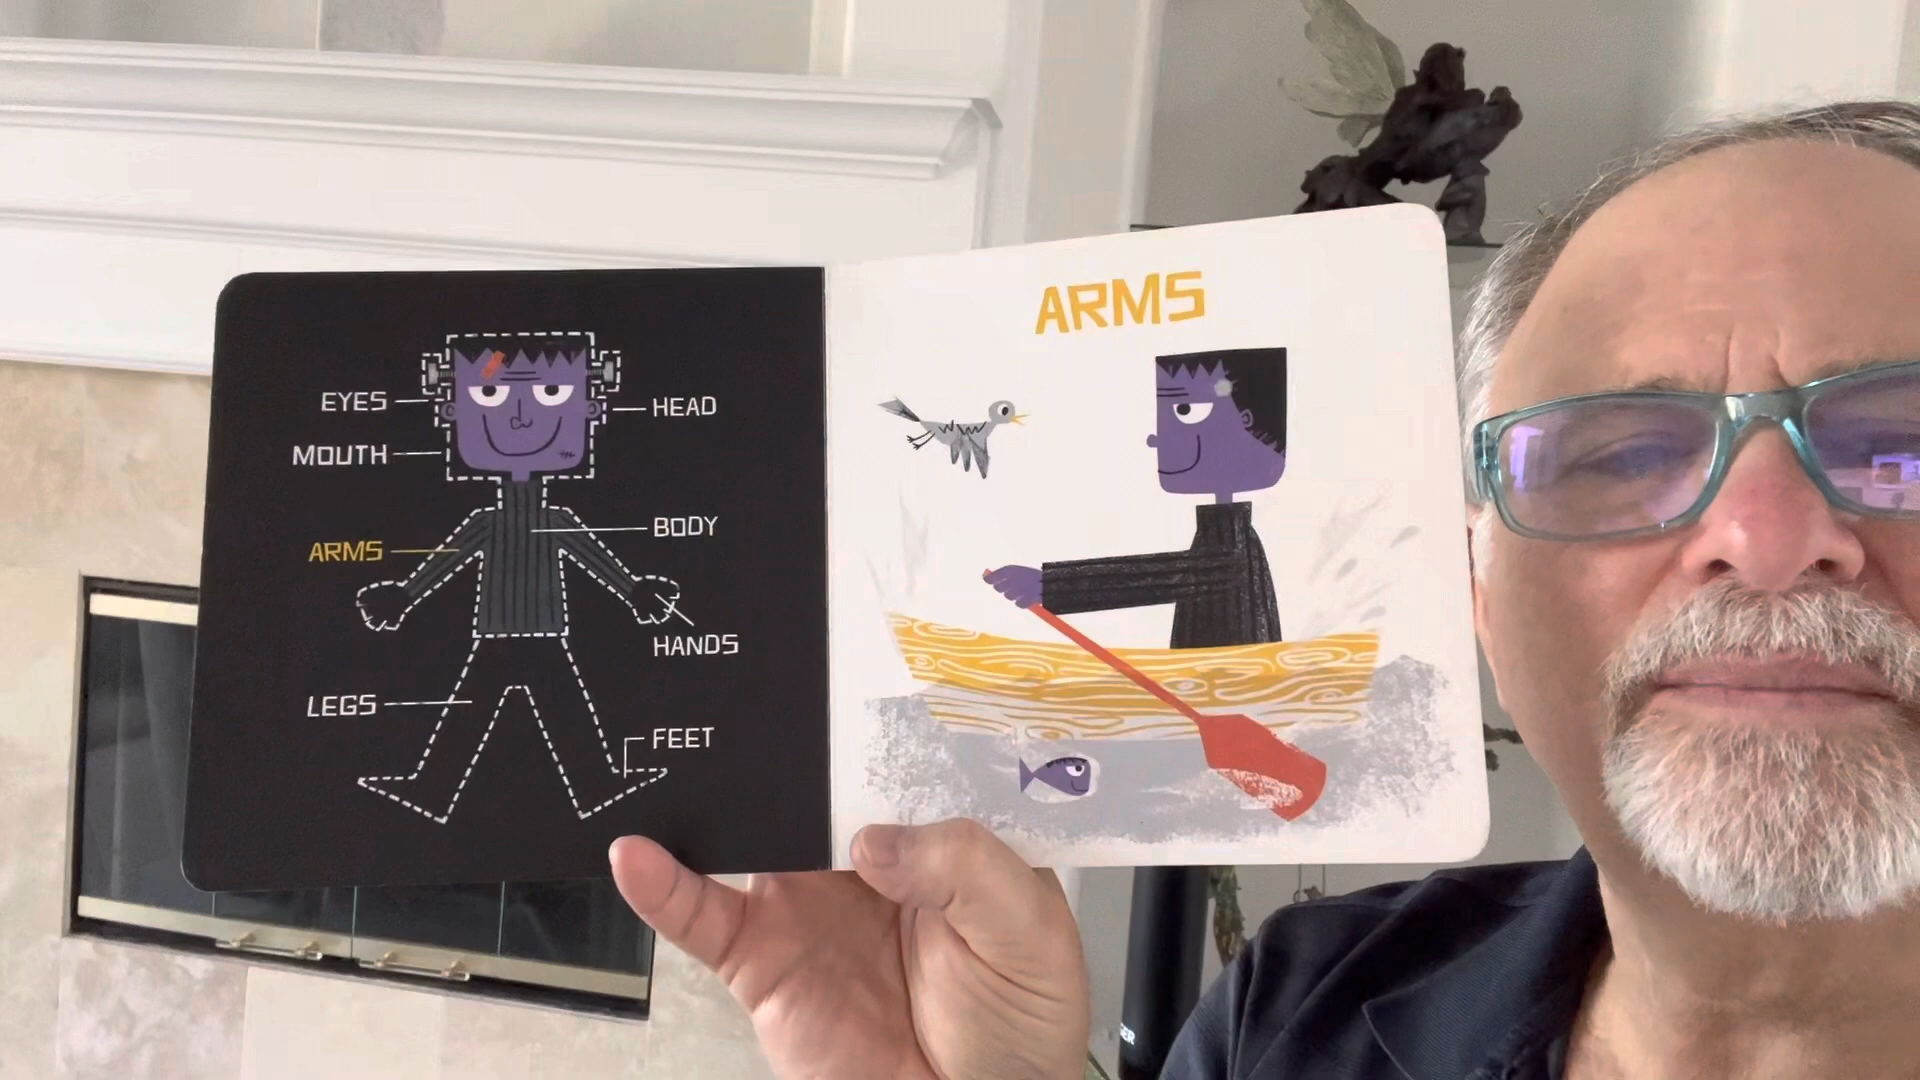 EYES
HEAD
MOUTH
ARMS
BODY
HANDS
LEGS
FEET
ARMS